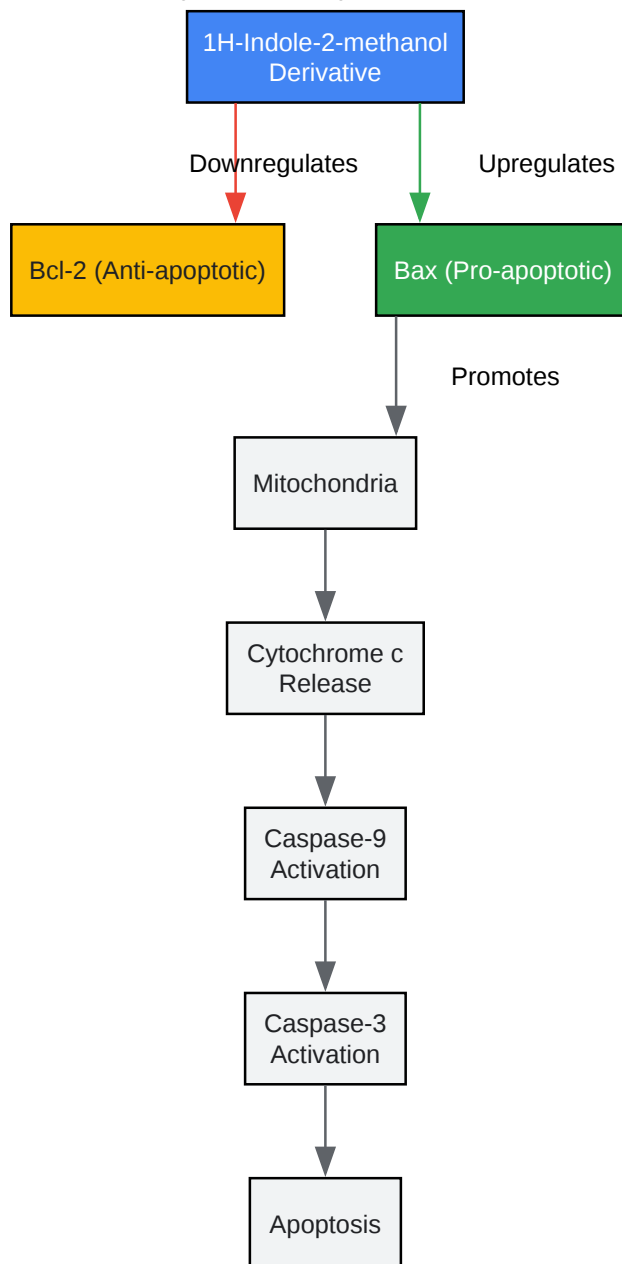 1H-Indole-2-methanol
Derivative
Downregulates
Upregulates
Bcl-2 (Anti-apoptotic)
Bax (Pro-apoptotic)
Promotes
Mitochondria
Cytochrome c
Release
Caspase-9
Activation
Caspase-3
Activation
Apoptosis